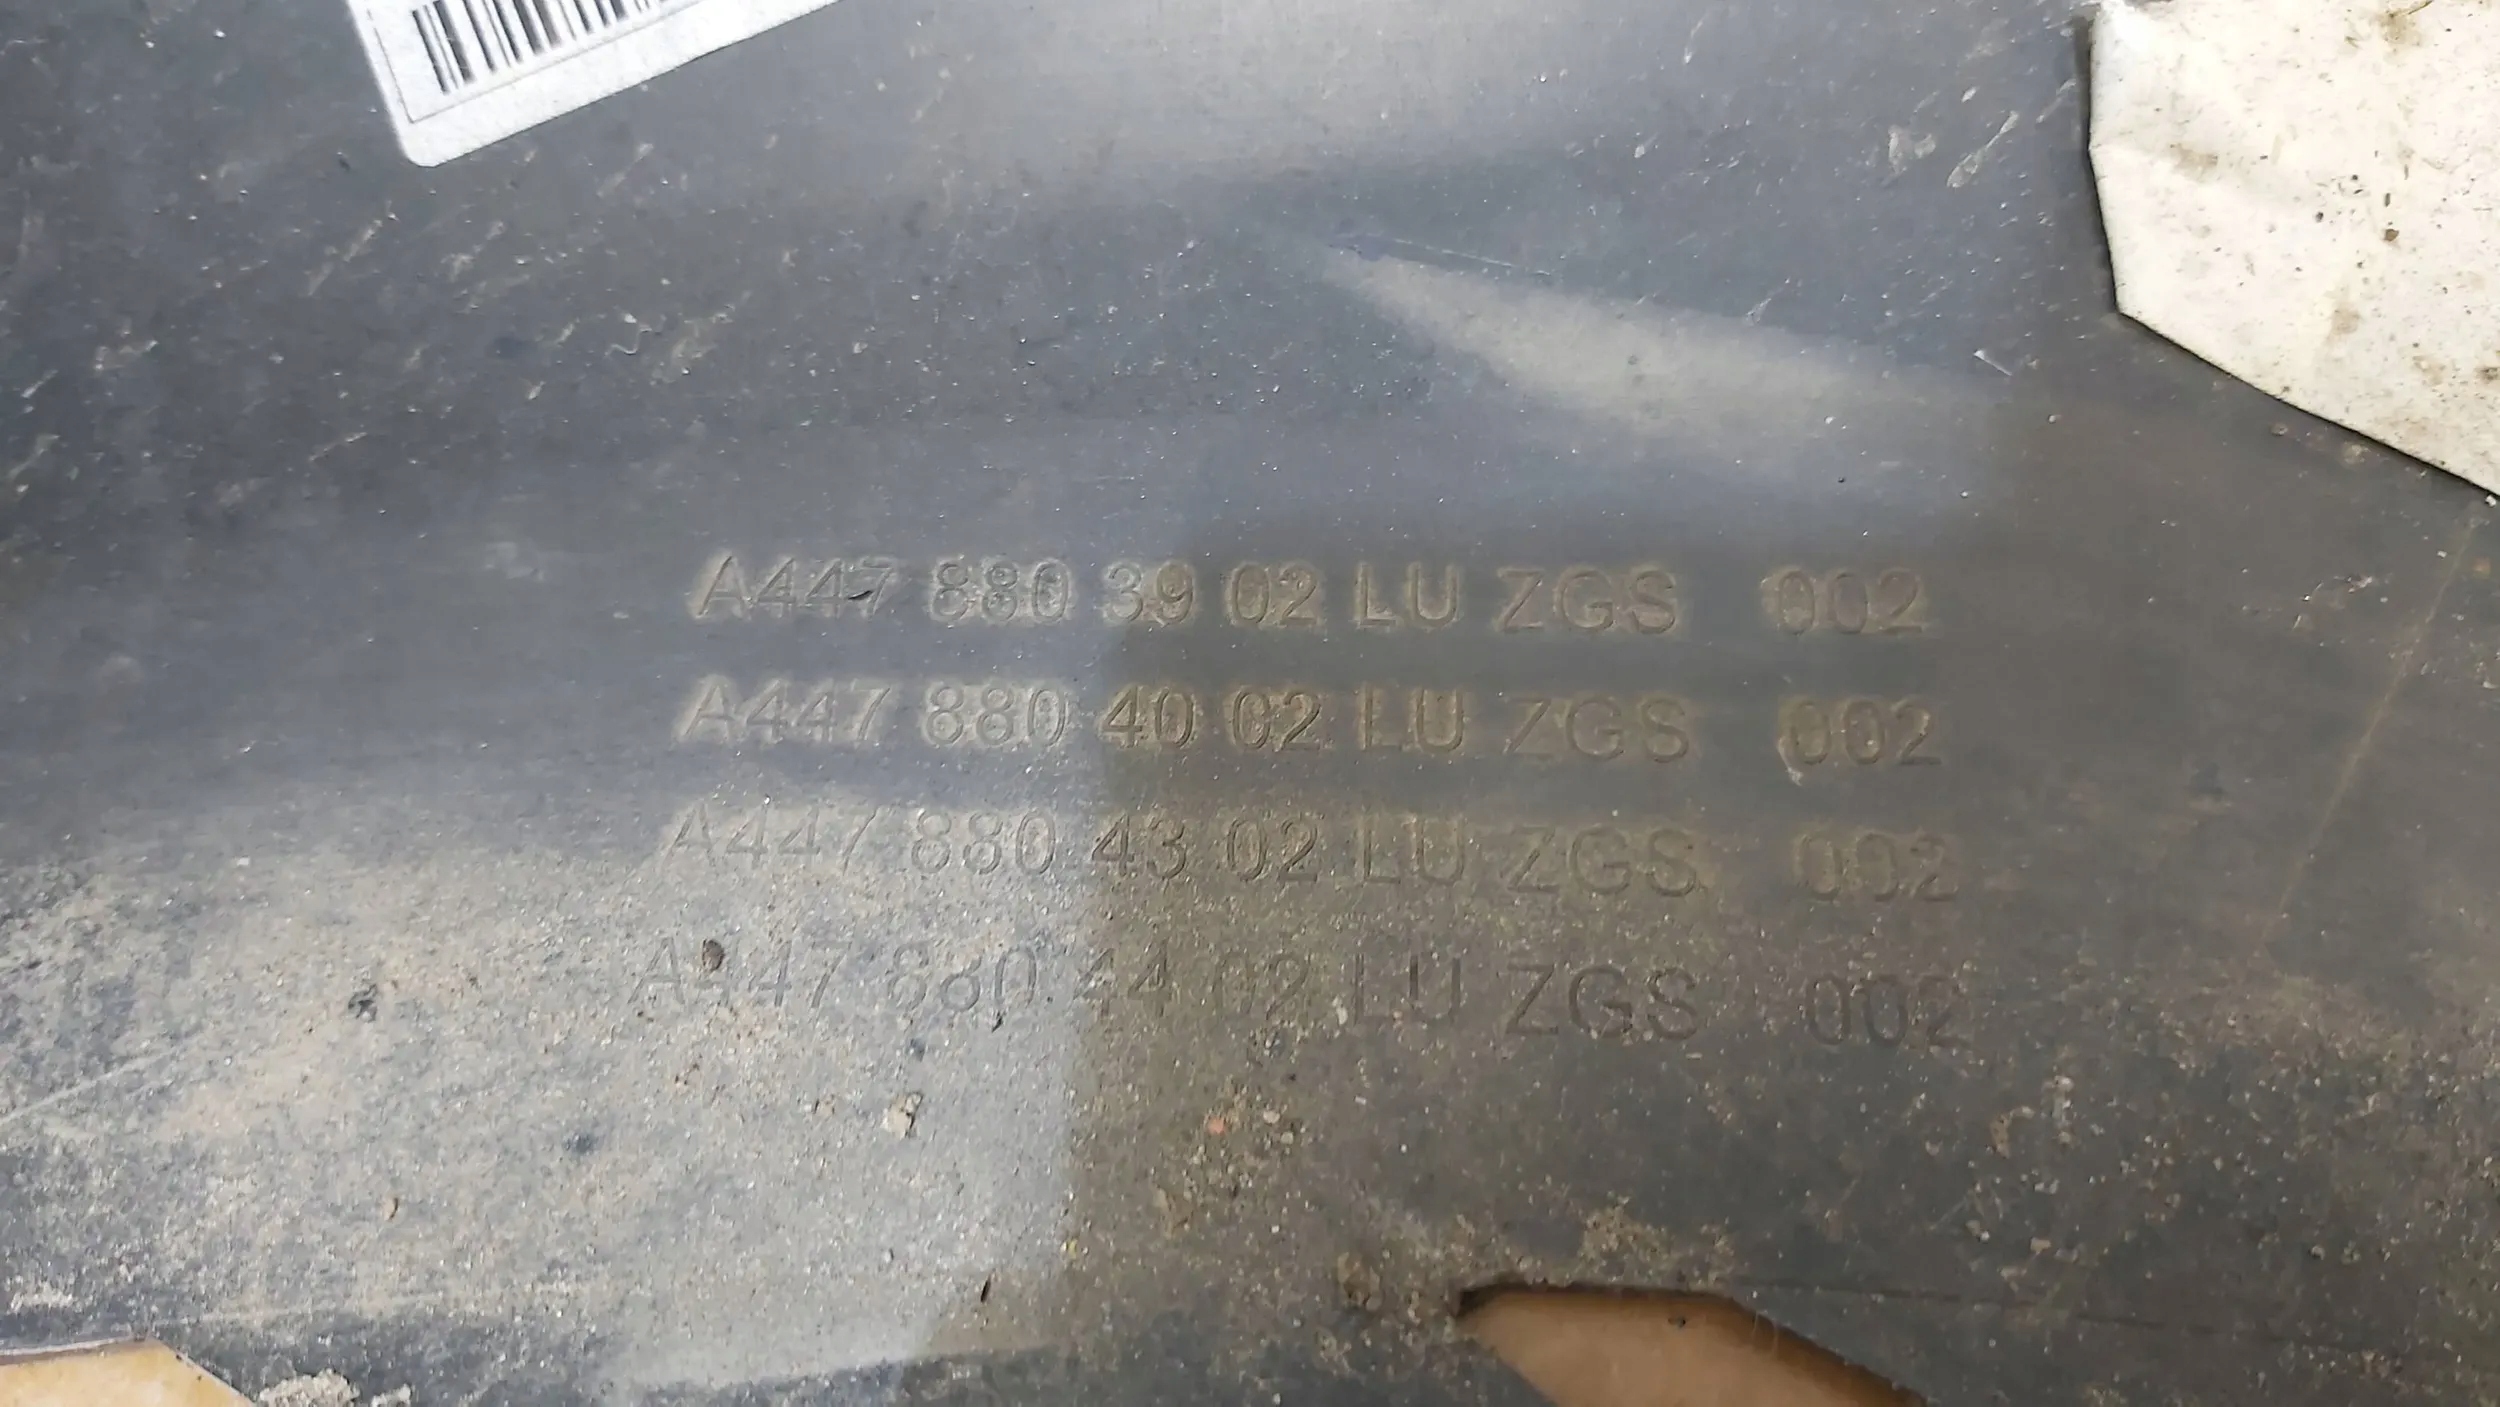 A447 880 39 02 LU ZGS 002
A447 880 40 02 LU ZGS 002
A447 880 43 02 LU ZGS 002
A447 880 44 02 LU ZGS 002